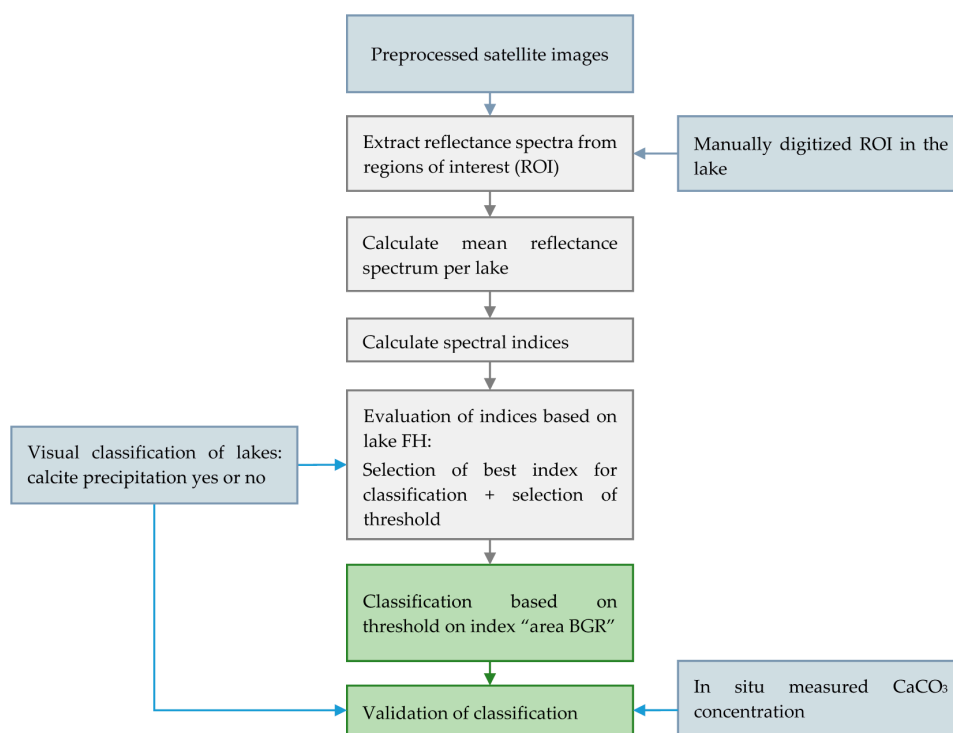 Preprocessed satellite images
Extract reflectance spectra from
regions of interest (ROI)
Manually digitized ROI in the
lake
Calculate mean reflectance
spectrum per lake
Calculate spectral indices
Evaluation of indices based on
lake FH:
Selection of best index for
classification + selection of
threshold
Visual classification of lakes:
calcite precipitation yes or no
Classification based on
threshold on index “area BGR”
Validation of classification
In situ measured CaCO₃
concentration